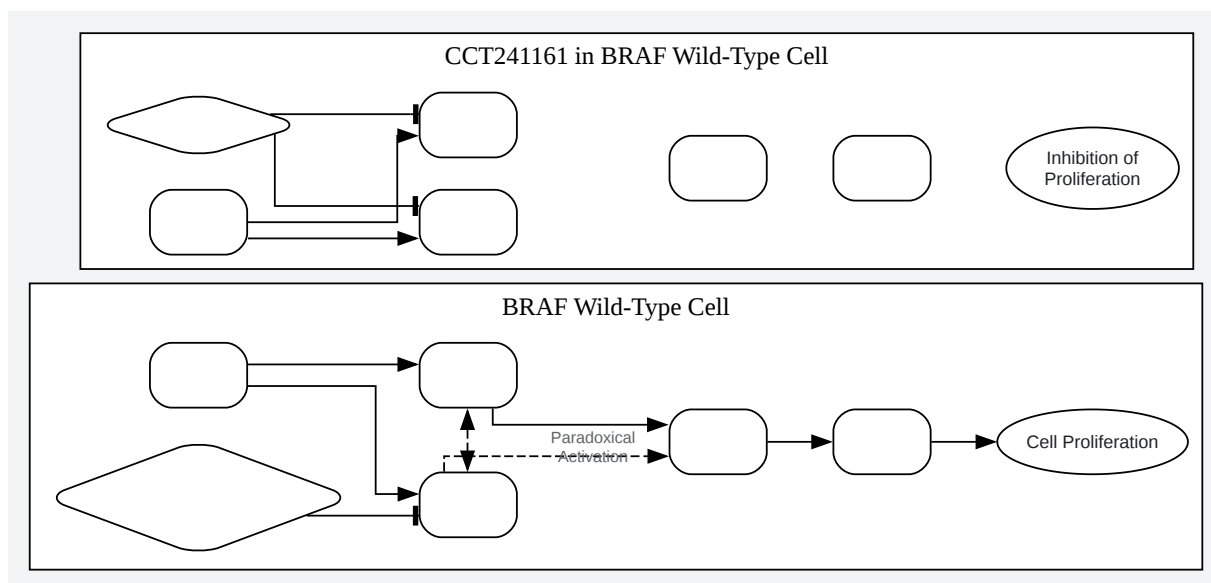 CCT241161 in BRAF Wild-Type Cell
Inhibition of
Proliferation
BRAF Wild-Type Cell
Paradoxical
Activation
Cell Proliferation